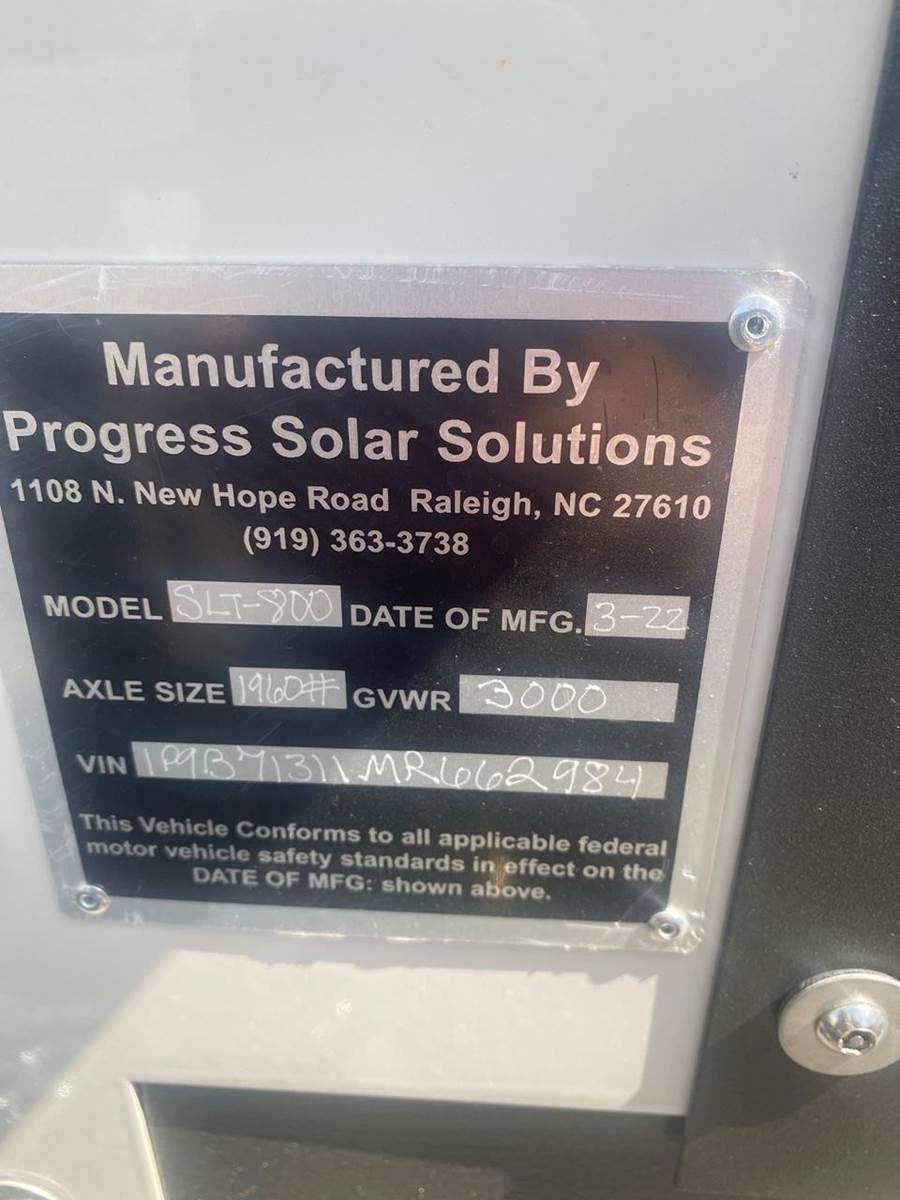 Manufactured By
Progress Solar Solutions
1108 N. New Hope Road Raleigh, NC 27610
(919) 363-3738
MODEL SLT-800 DATE OF MFG. 3-22
AXLE SIZE 1960# GVWR 3000
VIN 1P9B71311MR662984
This Vehicle Conforms to all applicable federal
motor vehicle safety standards in effect on the
DATE OF MFG: shown above.